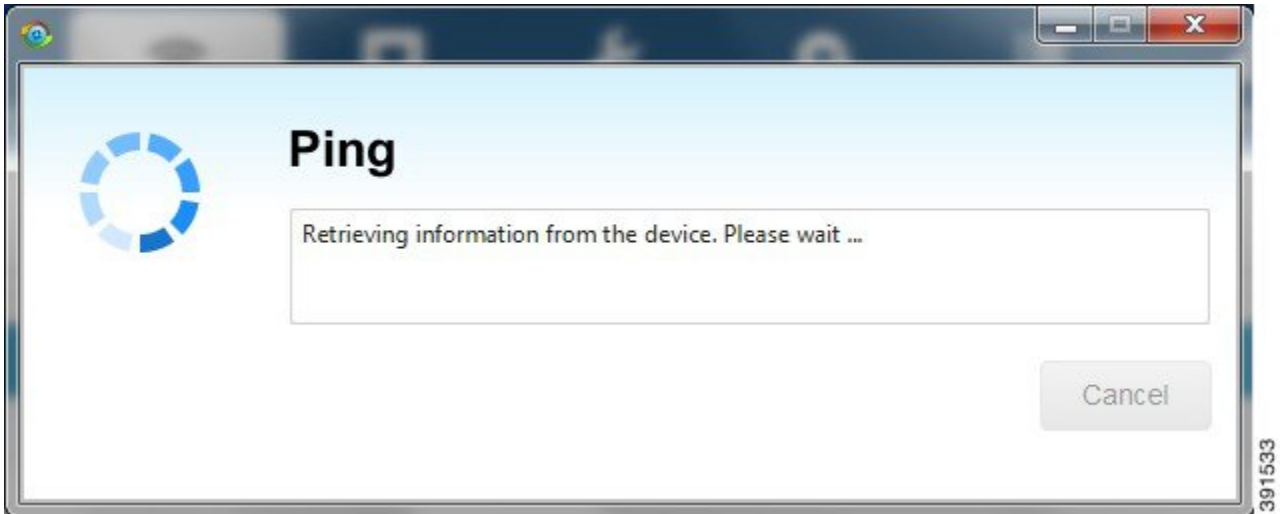 Ping
Retrieving information from the device. Please wait ...
Cancel
391533